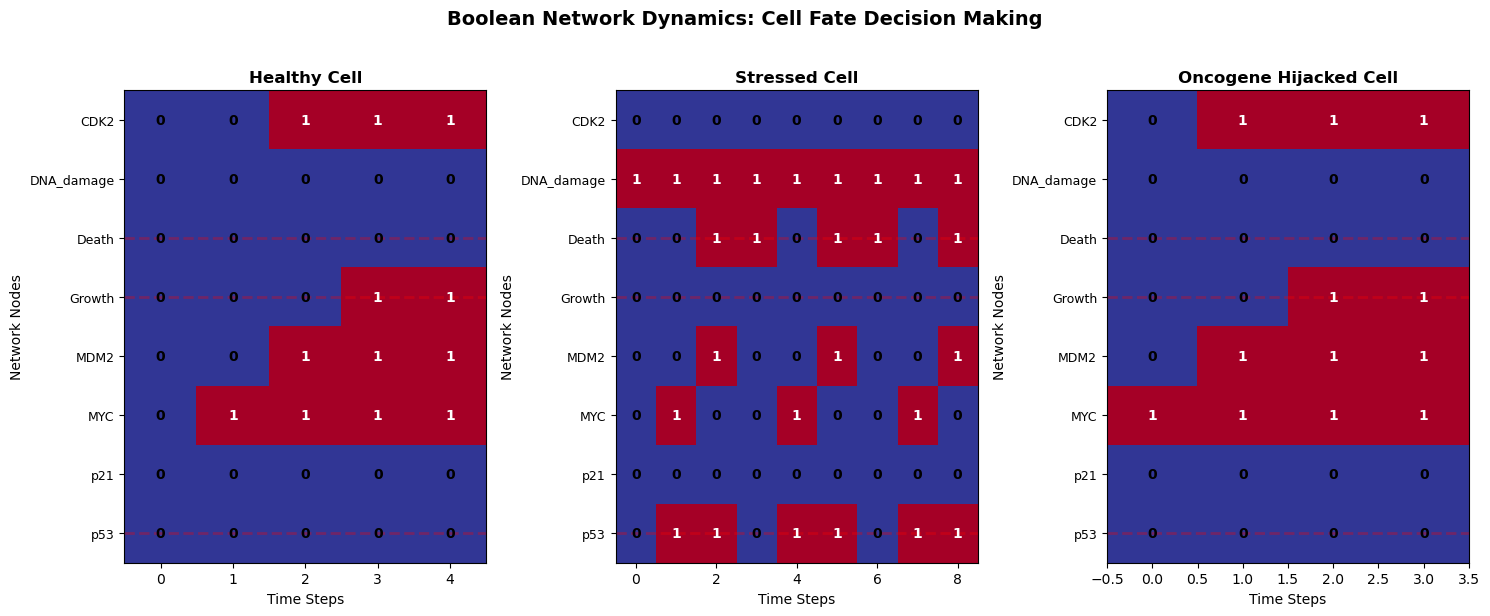 Boolean Network Dynamics: Cell Fate Decision Making
Healthy Cell
Network Nodes
CDK2 0 0 1 1 1
DNA_damage 0 0 0 0 0
Death 0 0 0 0 0
Growth 0 0 0 1 1
MDM2 0 0 1 1 1
MYC 0 1 1 1 1
p21 0 0 0 0 0
p53 0 0 0 0 0
0 1 2 3 4
Time Steps
Stressed Cell
Network Nodes
CDK2 0 0 0 0 0 0 0 0 0
DNA_damage 1 1 1 1 1 1 1 1 1
Death 0 0 1 1 0 1 1 0 1
Growth 0 0 0 0 0 0 0 0 0
MDM2 0 0 1 0 0 1 0 0 1
MYC 0 1 0 0 1 0 0 1 0
p21 0 0 0 0 0 0 0 0 0
p53 0 1 1 0 1 1 0 1 1
0 2 4 6 8
Time Steps
Oncogene Hijacked Cell
Network Nodes
CDK2 0 1 1 1
DNA_damage 0 0 0 0
Death 0 0 0 0
Growth 0 0 1 1
MDM2 0 1 1 1
MYC 1 1 1 1
p21 0 0 0 0
p53 0 0 0 0
−0.5 0.0 0.5 1.0 1.5 2.0 2.5 3.0 3.5
Time Steps